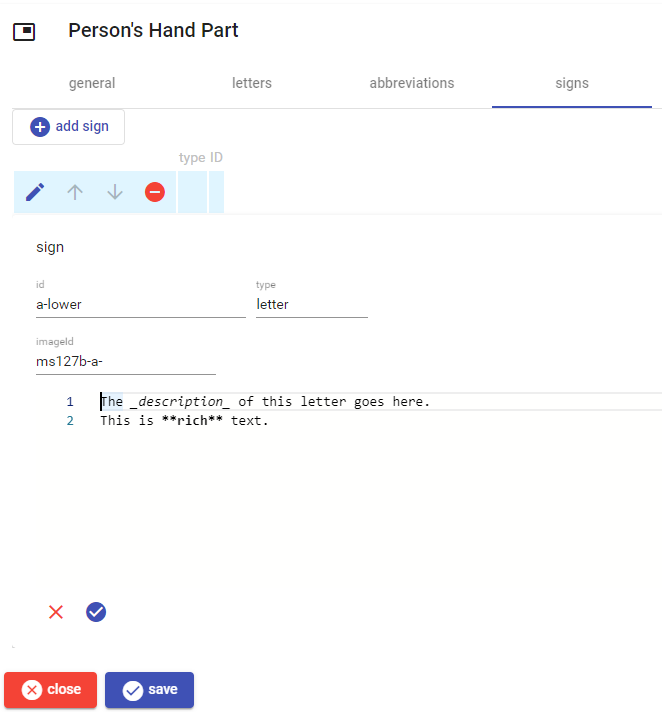 Person's Hand Part
general letters abbreviations signs
add sign
type ID
sign
id type
a-lower letter
imageId
ms127b-a-
1 The _description_ of this letter goes here.
2 This is **rich** text.
close save